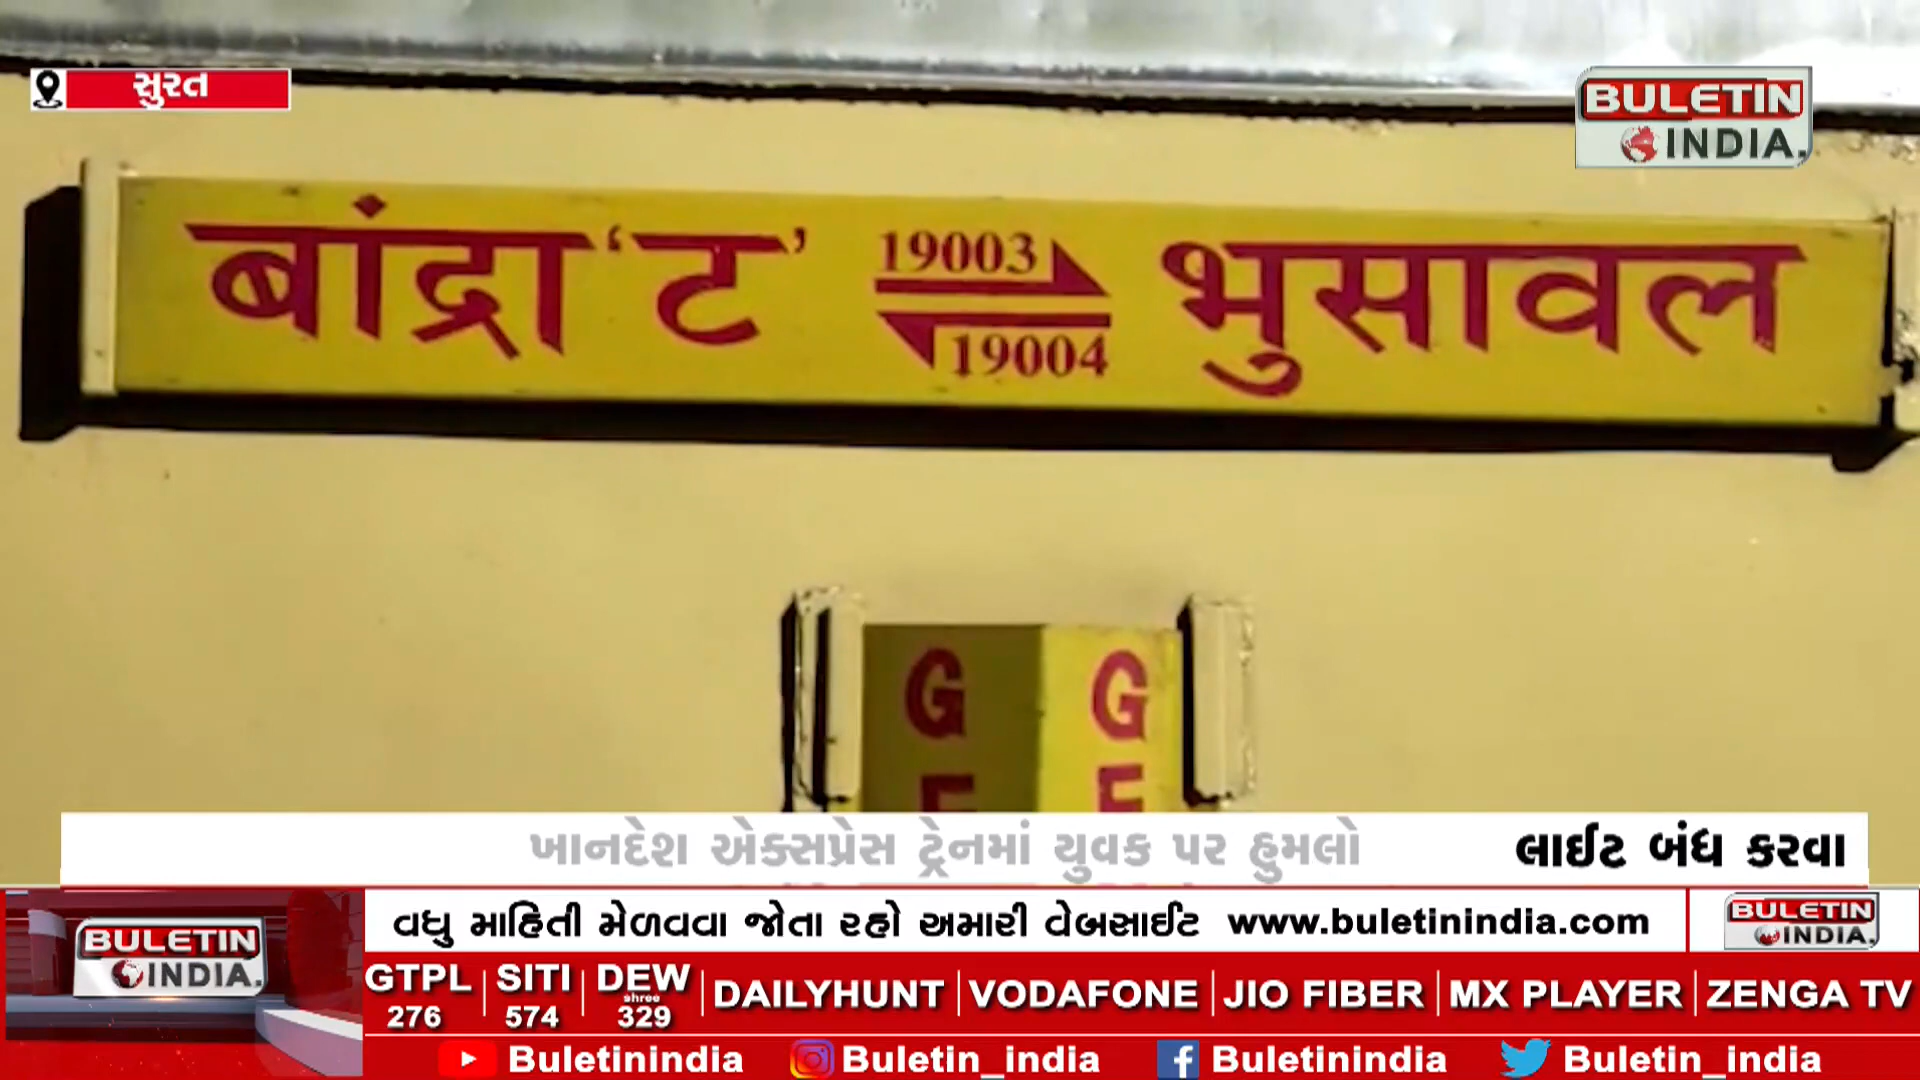 સુરત
BULETIN
INDIA.
बांद्रा 'ट' 19003 भुसावल
19004
G G
E E
ખાનદેશ એક્સપ્રેસ ટ્રેનમાં યુવક પર હુમલો લાઈટ બંધ કરવા
BULETIN
INDIA.
વધુ માહિતી મેળવવા જોતા રહો અમારી વેબસાઈટ www.buletinindia.com
BULETIN
INDIA.
GTPL 276 SITI 574 DEW shree 329 DAILYHUNT VODAFONE JIO FIBER MX PLAYER ZENGA TV
Buletinindia Buletin_india Buletinindia Buletin_india